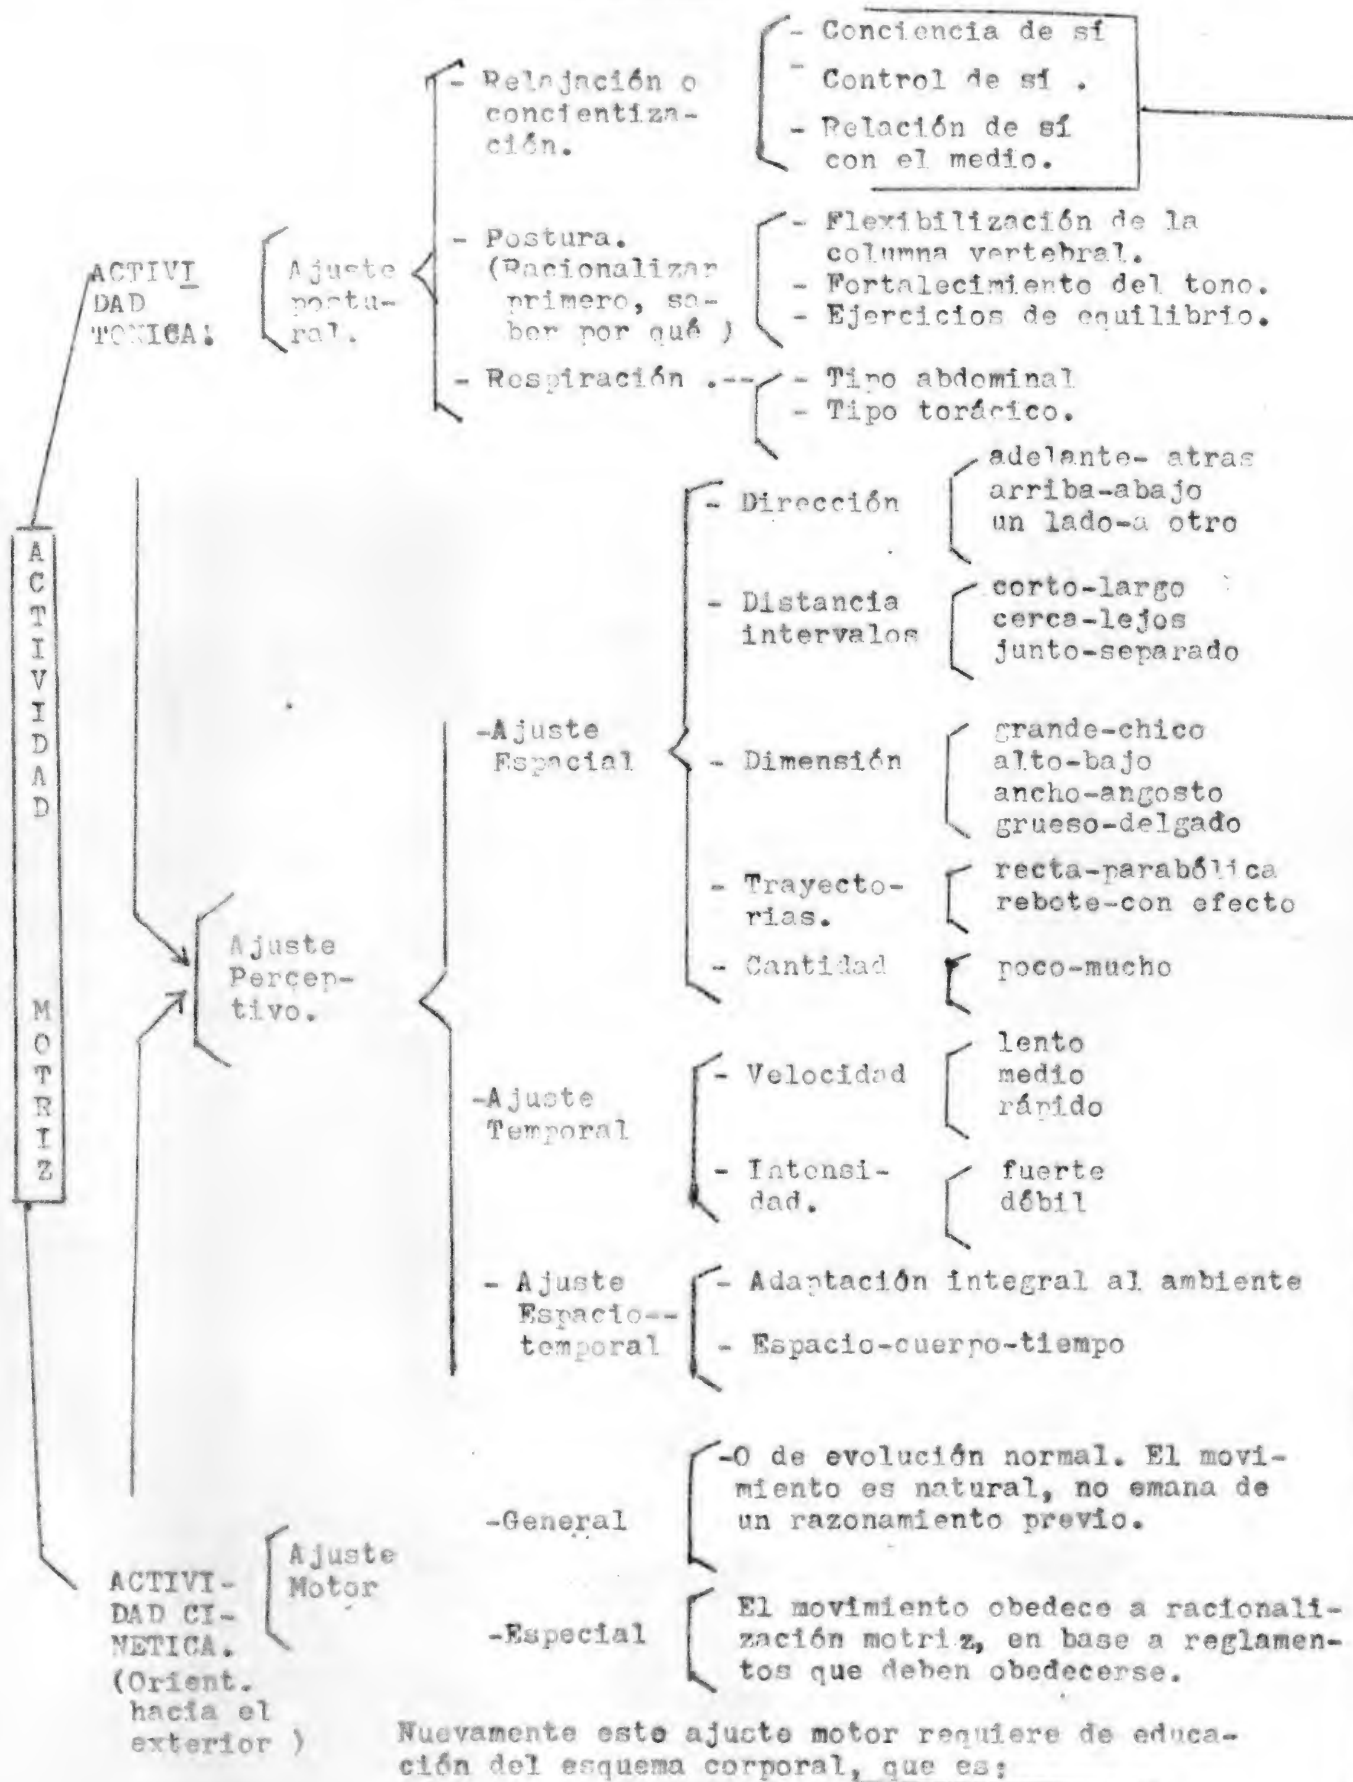 - Conciencia de sí
- Control de sí .
- Relación de sí
con el medio.
- Relajación o
concientiza-
ción.
- Postura.
(Racionalizar
primero, sa-
ber por qué )
- Flexibilización de la
columna vertebral.
- Fortalecimiento del tono.
- Ejercicios de equilibrio.
ACTIVI
DAD
TONICA:
Ajuste
postu-
ral.
- Respiración .--
- Tipo abdominal
- Tipo torácico.
ACTIVIDAD MOTRIZ
Ajuste
Percep-
tivo.
-Ajuste
Espacial
- Dirección
adelante- atras
arriba-abajo
un lado-a otro
- Distancia
intervalos
corto-largo
cerca-lejos
junto-separado
- Dimensión
grande-chico
alto-bajo
ancho-angosto
grueso-delgado
- Trayecto-
rias.
recta-parabólica
rebote-con efecto
- Cantidad
poco-mucho
-Ajuste
Temporal
- Velocidad
lento
medio
rápido
- Intensi-
dad.
fuerte
débil
- Ajuste
Espacio--
temporal
- Adaptación integral al ambiente
- Espacio-cuerpo-tiempo
ACTIVI-
DAD CI-
NETICA.
(Orient.
hacia el
exterior )
Ajuste
Motor
-General
-O de evolución normal. El movi-
miento es natural, no emana de
un razonamiento previo.
-Especial
El movimiento obedece a racionali-
zación motriz, en base a reglamen-
tos que deben obedecerse.
Nuevamente este ajuste motor requiere de educa-
ción del esquema corporal, que es: